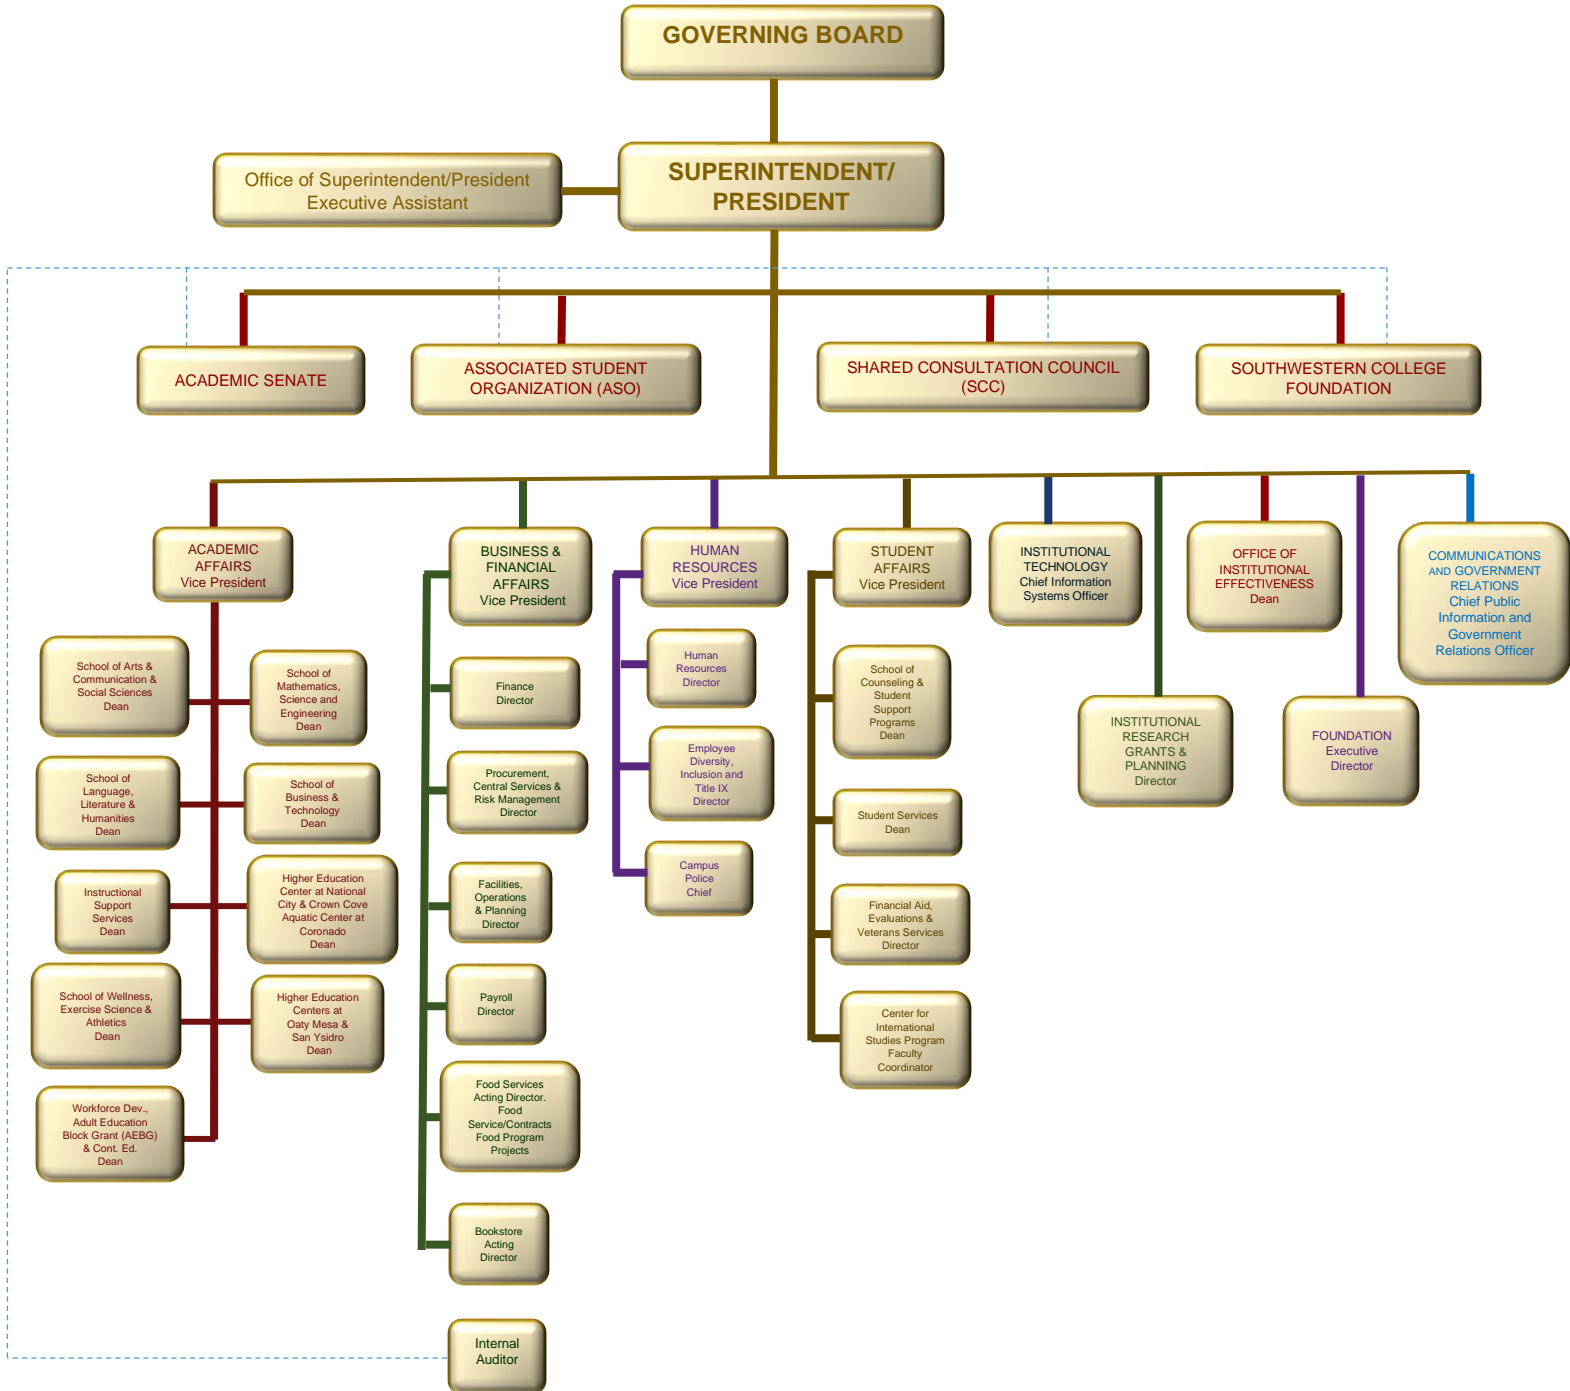 GOVERNING BOARD
SUPERINTENDENT/
PRESIDENT
Office of Superintendent/President
Executive Assistant
ACADEMIC SENATE
ASSOCIATED STUDENT
ORGANIZATION (ASO)
SHARED CONSULTATION COUNCIL
(SCC)
SOUTHWESTERN COLLEGE
FOUNDATION
ACADEMIC
AFFAIRS
Vice President
BUSINESS &
FINANCIAL
AFFAIRS
Vice President
HUMAN
RESOURCES
Vice President
STUDENT
AFFAIRS
Vice President
INSTITUTIONAL
TECHNOLOGY
Chief Information
Systems Officer
OFFICE OF
INSTITUTIONAL
EFFECTIVENESS
Dean
COMMUNICATIONS
AND GOVERNMENT
RELATIONS
Chief Public
Information and
Government
Relations Officer
INSTITUTIONAL
RESEARCH
GRANTS &
PLANNING
Director
FOUNDATION
Executive
Director
School of Arts &
Communication &
Social Sciences
Dean
School of
Mathematics,
Science and
Engineering
Dean
School of
Language,
Literature &
Humanities
Dean
School of
Business &
Technology
Dean
Instructional
Support
Services
Dean
Higher Education
Center at National
City & Crown Cove
Aquatic Center at
Coronado
Dean
School of Wellness,
Exercise Science &
Athletics
Dean
Higher Education
Centers at
Oaty Mesa &
San Ysidro
Dean
Workforce Dev.,
Adult Education
Block Grant (AEBG)
& Cont. Ed.
Dean
Finance
Director
Procurement,
Central Services &
Risk Management
Director
Facilities,
Operations
& Planning
Director
Payroll
Director
Food Services
Acting Director.
Food
Service/Contracts
Food Program
Projects
Bookstore
Acting
Director
Internal
Auditor
Human
Resources
Director
Employee
Diversity,
Inclusion and
Title IX
Director
Campus
Police
Chief
School of
Counseling &
Student
Support
Programs
Dean
Student Services
Dean
Financial Aid,
Evaluations &
Veterans Services
Director
Center for
International
Studies Program
Faculty
Coordinator